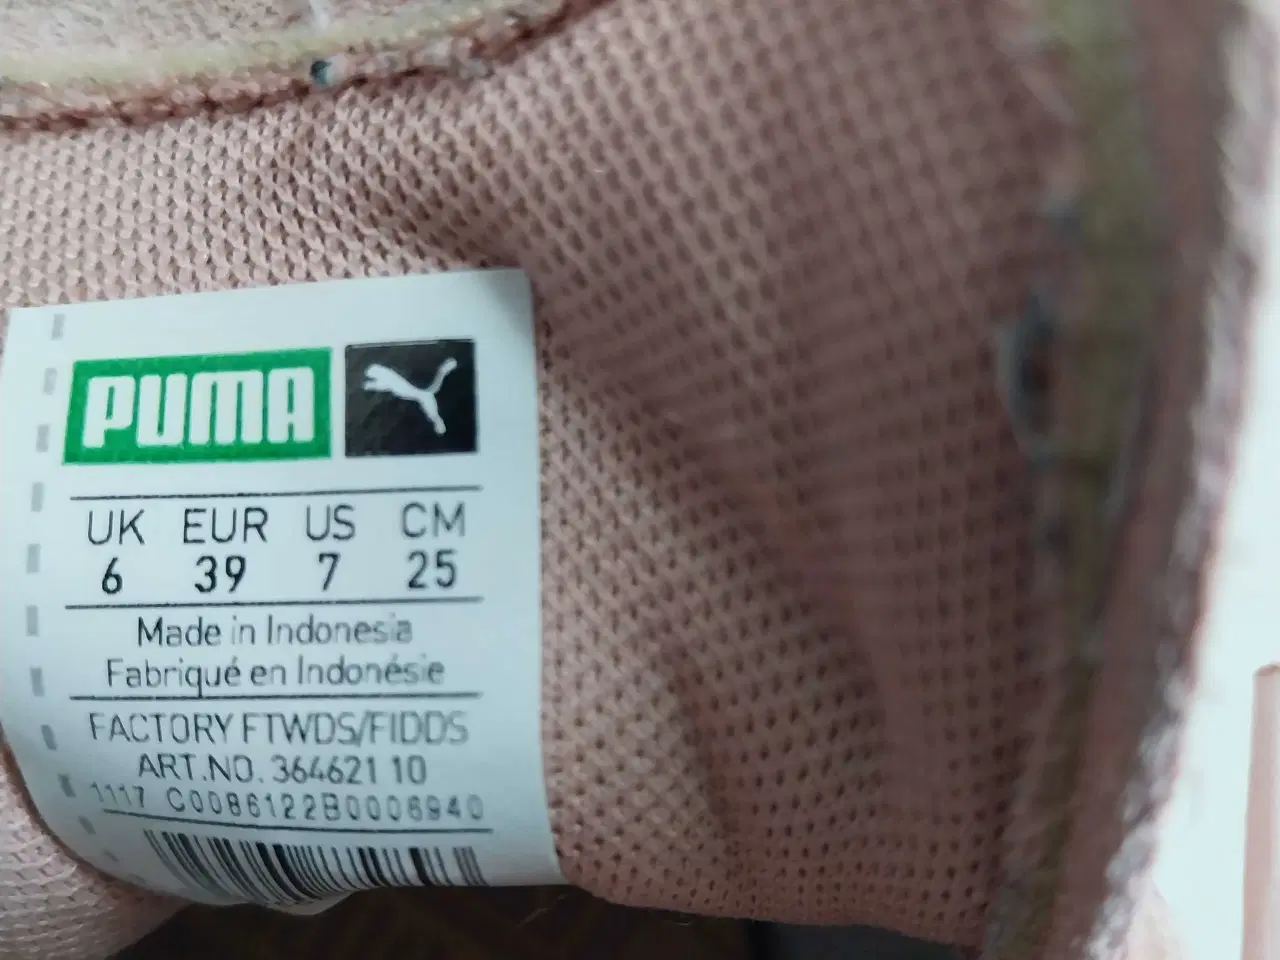 PUMA
UK EUR US CM
6 39 7 25
Made in Indonesia
Fabriqué en Indonésie
FACTORY FTWDS/FIDDS
ART.NO. 364621 10
1117 C0086122B0006940